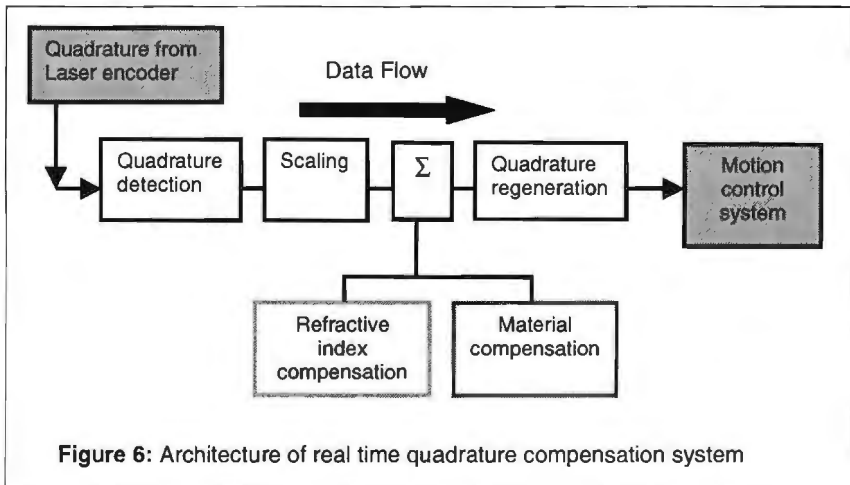 Quadrature from
Laser encoder
Data Flow
Quadrature
detection
Scaling
Σ
Quadrature
regeneration
Motion
control
system
Refractive
index
compensation
Material
compensation
Figure 6: Architecture of real time quadrature compensation system